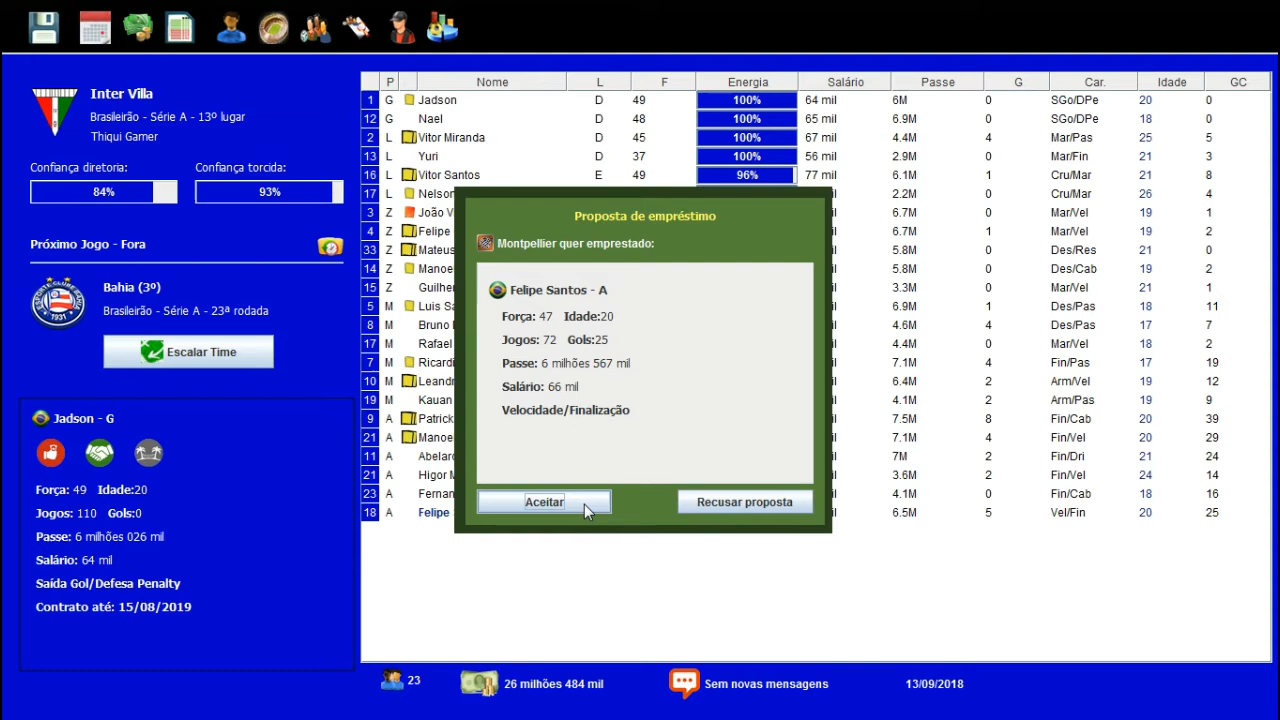 Inter Villa
Brasileirão - Série A - 13º lugar
Thiqui Gamer
Confiança diretoria: Confiança torcida:
84% 93%
Próximo Jogo - Fora
Bahia (3º)
Brasileirão - Série A - 23ª rodada
Escalar Time
Jadson - G
Força: 49 Idade:20
Jogos: 110 Gols:0
Passe: 6 milhões 026 mil
Salário: 64 mil
Saída Gol/Defesa Penalty
Contrato até: 15/08/2019
P Nome L F Energia Salário Passe G Car. Idade GC
1 G Jadson D 49 100% 64 mil 6M 0 SGo/DPe 20 0
12 G Nael D 48 100% 65 mil 6.9M 0 SGo/DPe 18 0
2 L Vitor Miranda D 45 100% 67 mil 4.4M 4 Mar/Pas 25 5
13 L Yuri D 37 100% 56 mil 2.9M 0 Mar/Fin 21 3
16 L Vitor Santos E 49 96% 77 mil 6.1M 1 Cru/Mar 21 8
17 L Nelson 2.2M 0 Cru/Mar 26 4
3 Z João V 6.7M 0 Mar/Vel 19 1
4 Z Felipe 6.7M 1 Mar/Vel 19 2
33 Z Mateus 5.8M 0 Des/Res 21 0
14 Z Manoe 5.8M 0 Des/Cab 19 2
15 Z Guilhe 3.3M 0 Mar/Vel 21 1
5 M Luis Sa 6.9M 1 Des/Pas 18 11
8 M Bruno 4.6M 4 Des/Pas 17 7
17 M Rafael 4.4M 0 Mar/Vel 18 2
7 M Ricardi 7.1M 4 Fin/Pas 17 19
10 M Leandr 6.4M 2 Arm/Vel 19 12
19 M Kauan 4.1M 2 Arm/Vel 19 9
9 A Patrick 7.5M 8 Fin/Cab 20 39
21 A Manoe 7.1M 4 Fin/Vel 20 29
11 A Abelar 7M 2 Fin/Dri 21 24
21 A Higor M 3.6M 2 Fin/Vel 24 14
23 A Fernan il 4.1M 0 Fin/Cab 18 16
18 A Felipe il 6.5M 5 Vel/Fin 20 25
Proposta de empréstimo
Montpellier quer emprestado:
Felipe Santos - A
Força: 47 Idade:20
Jogos: 72 Gols:25
Passe: 6 milhões 567 mil
Salário: 66 mil
Velocidade/Finalização
Aceitar Recusar proposta
23 26 milhões 484 mil Sem novas mensagens 13/09/2018